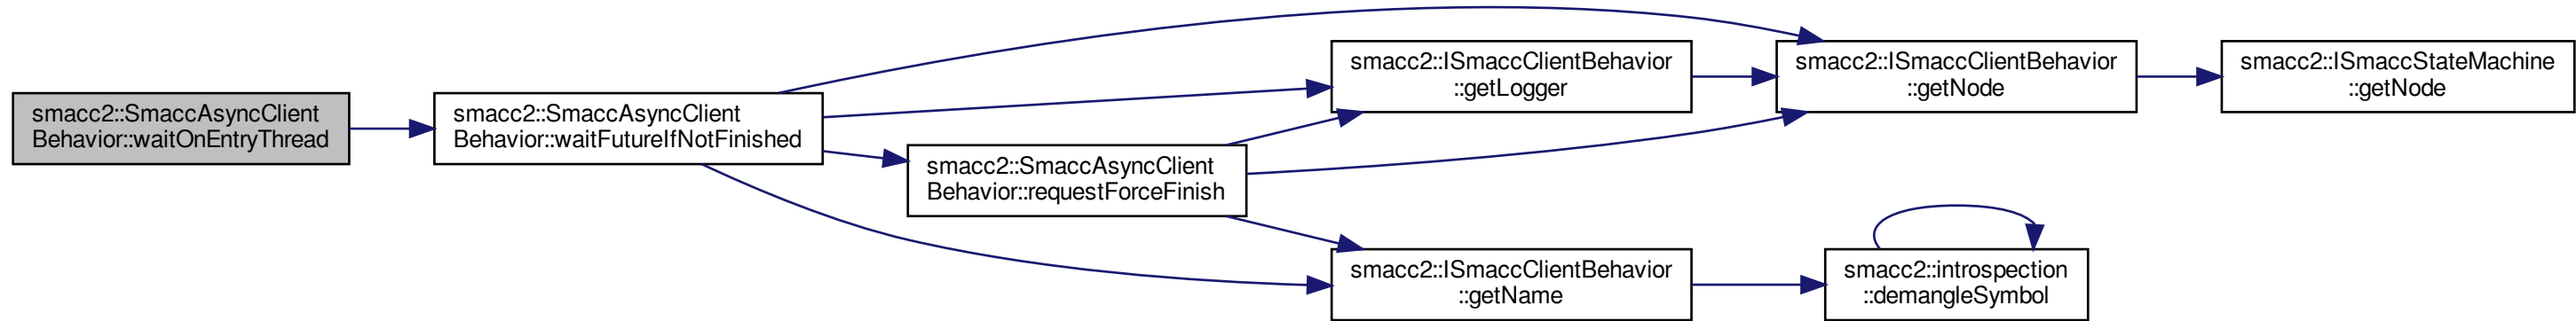 smacc2::SmaccAsyncClient
Behavior::waitOnEntryThread
smacc2::SmaccAsyncClient
Behavior::waitFutureIfNotFinished
smacc2::SmaccAsyncClient
Behavior::requestForceFinish
smacc2::ISmaccClientBehavior
::getLogger
smacc2::ISmaccClientBehavior
::getName
smacc2::ISmaccClientBehavior
::getNode
smacc2::introspection
::demangleSymbol
smacc2::ISmaccStateMachine
::getNode